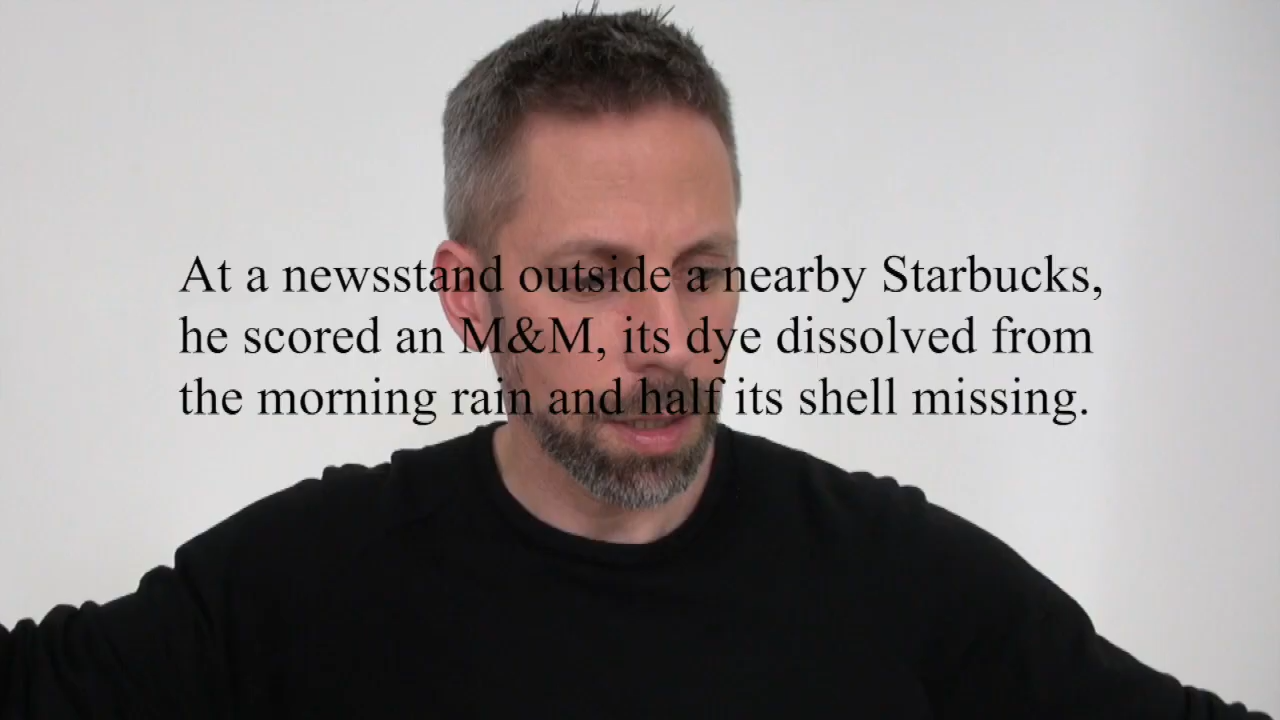 At a newsstand outside a nearby Starbucks,
he scored an M&M, its dye dissolved from
the morning rain and half its shell missing.